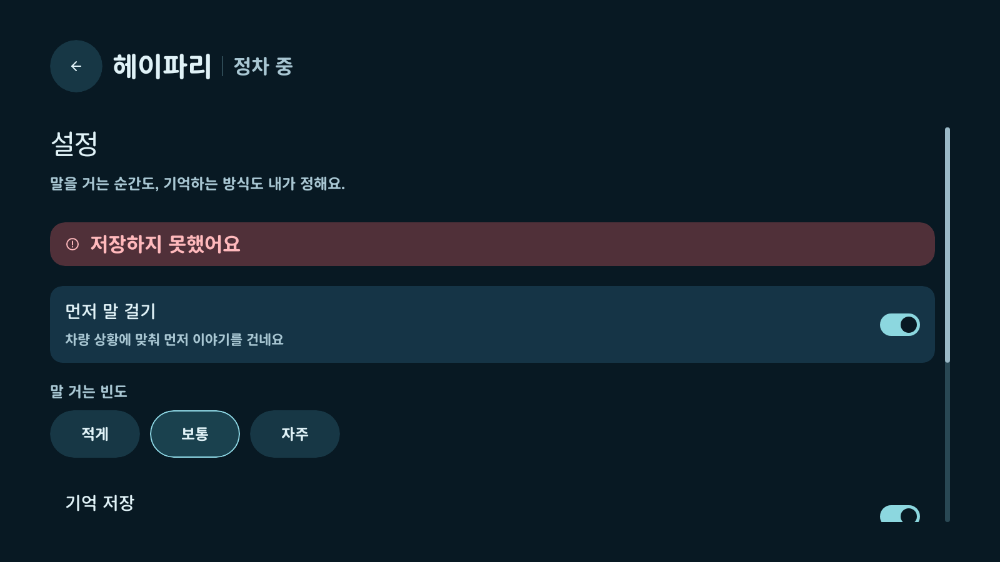 헤이파리
정차 중
설정
말을 거는 순간도, 기억하는 방식도 내가 정해요.
저장하지 못했어요
먼저 말 걸기
차량 상황에 맞춰 먼저 이야기를 건네요
말 거는 빈도
적게
보통
자주
기억 저장